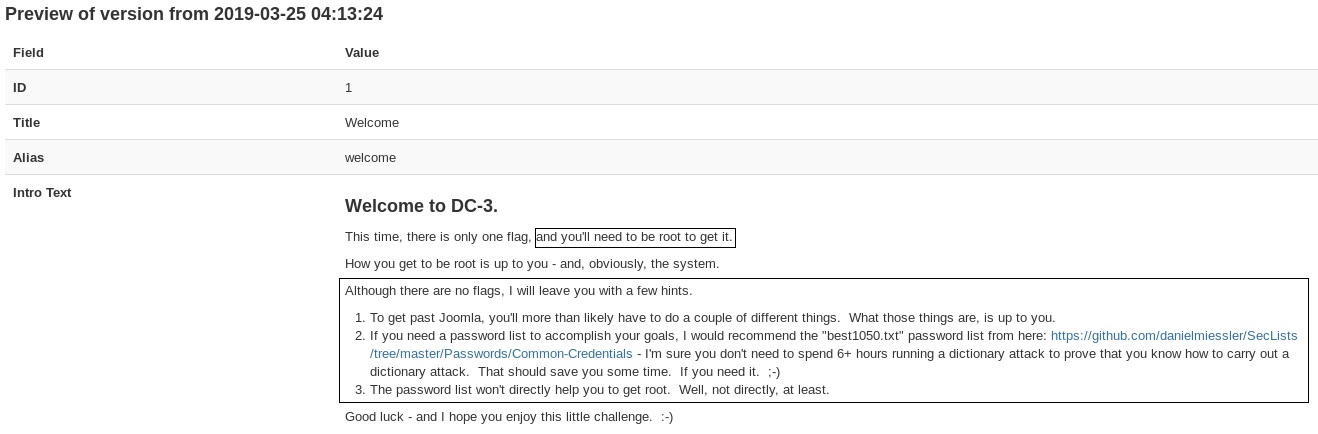 Preview of version from 2019-03-25 04:13:24
Field Value
ID 1
Title Welcome
Alias welcome
Intro Text
Welcome to DC-3.
This time, there is only one flag, and you'll need to be root to get it.
How you get to be root is up to you - and, obviously, the system.
Although there are no flags, I will leave you with a few hints.
1. To get past Joomla, you'll more than likely have to do a couple of different things.  What those things are, is up to you.
2. If you need a password list to accomplish your goals, I would recommend the "best1050.txt" password list from here: https://github.com/danielmiessler/SecLists
/tree/master/Passwords/Common-Credentials - I'm sure you don't need to spend 6+ hours running a dictionary attack to prove that you know how to carry out a
dictionary attack.  That should save you some time.  If you need it.  ;-)
3. The password list won't directly help you to get root.  Well, not directly, at least.
Good luck - and I hope you enjoy this little challenge.  :-)